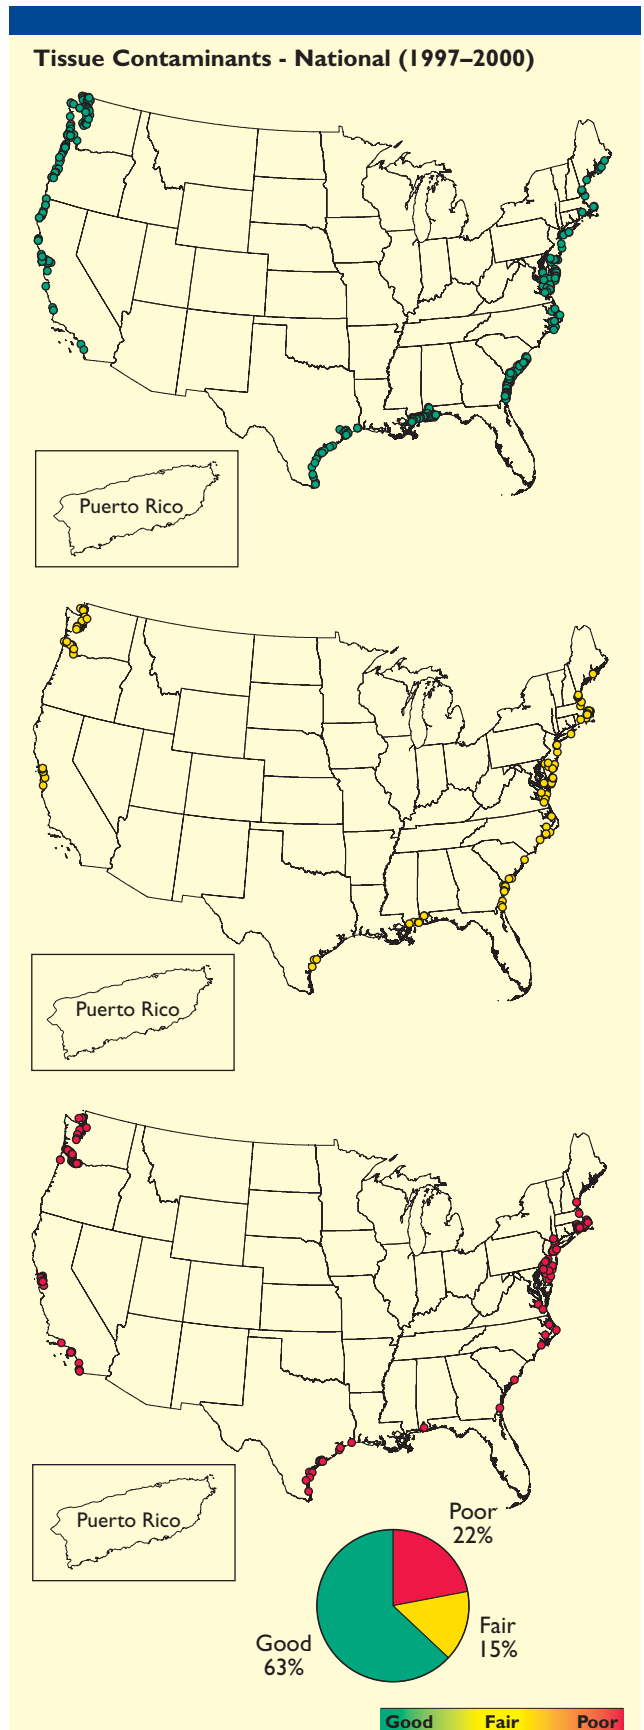 Tissue Contaminants - National (1997–2000)
Puerto Rico
Puerto Rico
Puerto Rico
Poor
22%
Fair
15%
Good
63%
Good Fair Poor